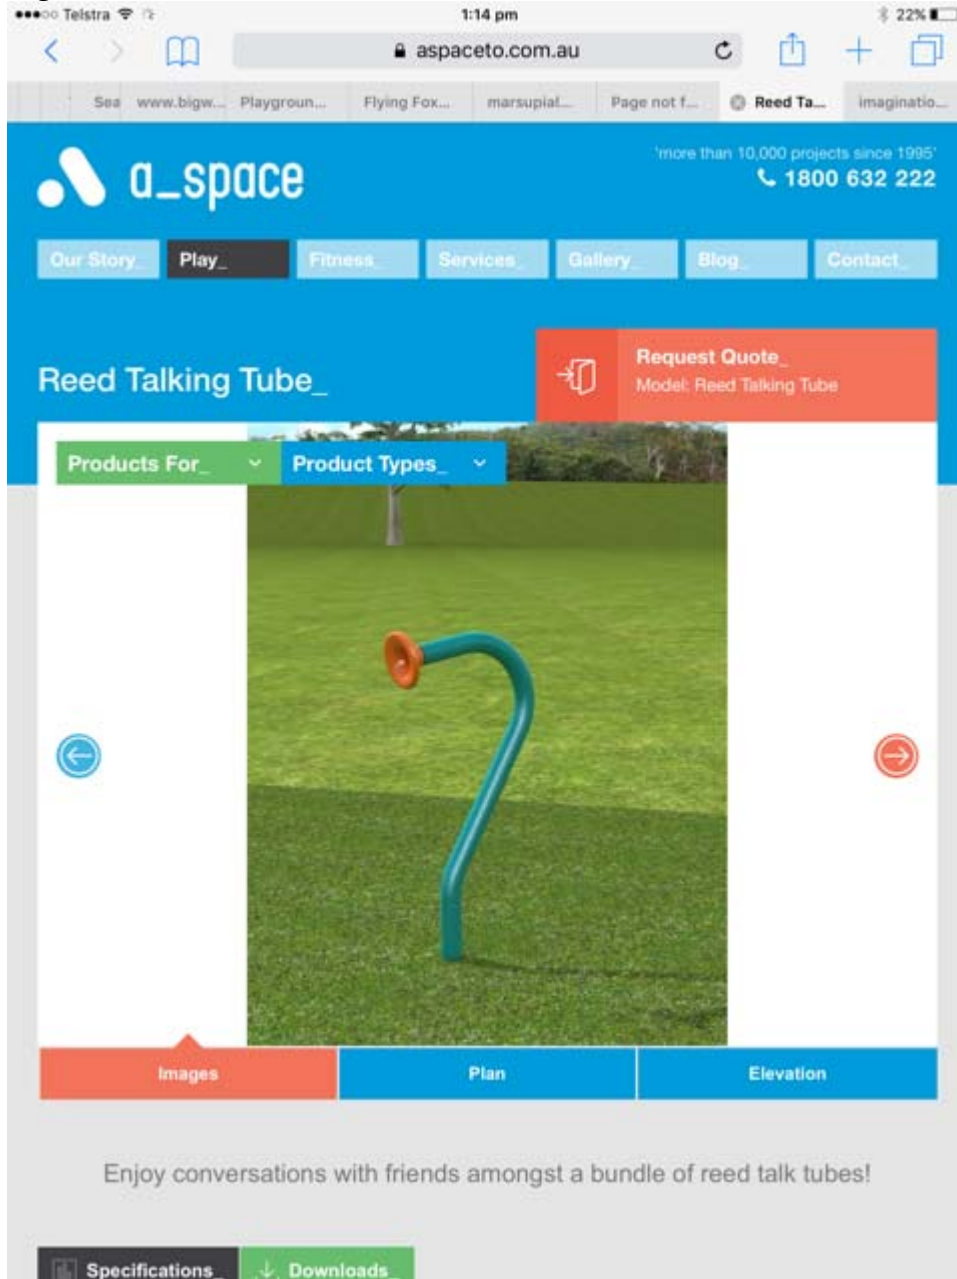 Telstra 1:14 pm 22%
aspaceto.com.au
Sea www.bigw... Playgroun... Flying Fox... marsupial... Page not f... Reed Ta... imaginatio...
'more than 10,000 projects since 1995'
a_space 1800 632 222
Our Story_ Play_ Fitness_ Services_ Gallery_ Blog_ Contact_
Request Quote_
Reed Talking Tube_ Model: Reed Talking Tube
Products For_ Product Types_
Images Plan Elevation
Enjoy conversations with friends amongst a bundle of reed talk tubes!
Specifications_ Downloads_